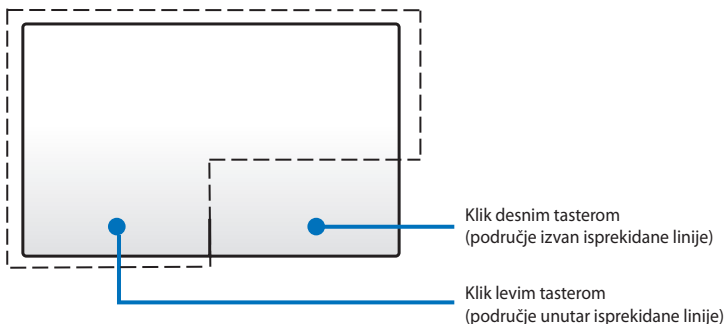 Klik desnim tasterom
(područje izvan isprekidane linije)
Klik levim tasterom
(područje unutar isprekidane linije)